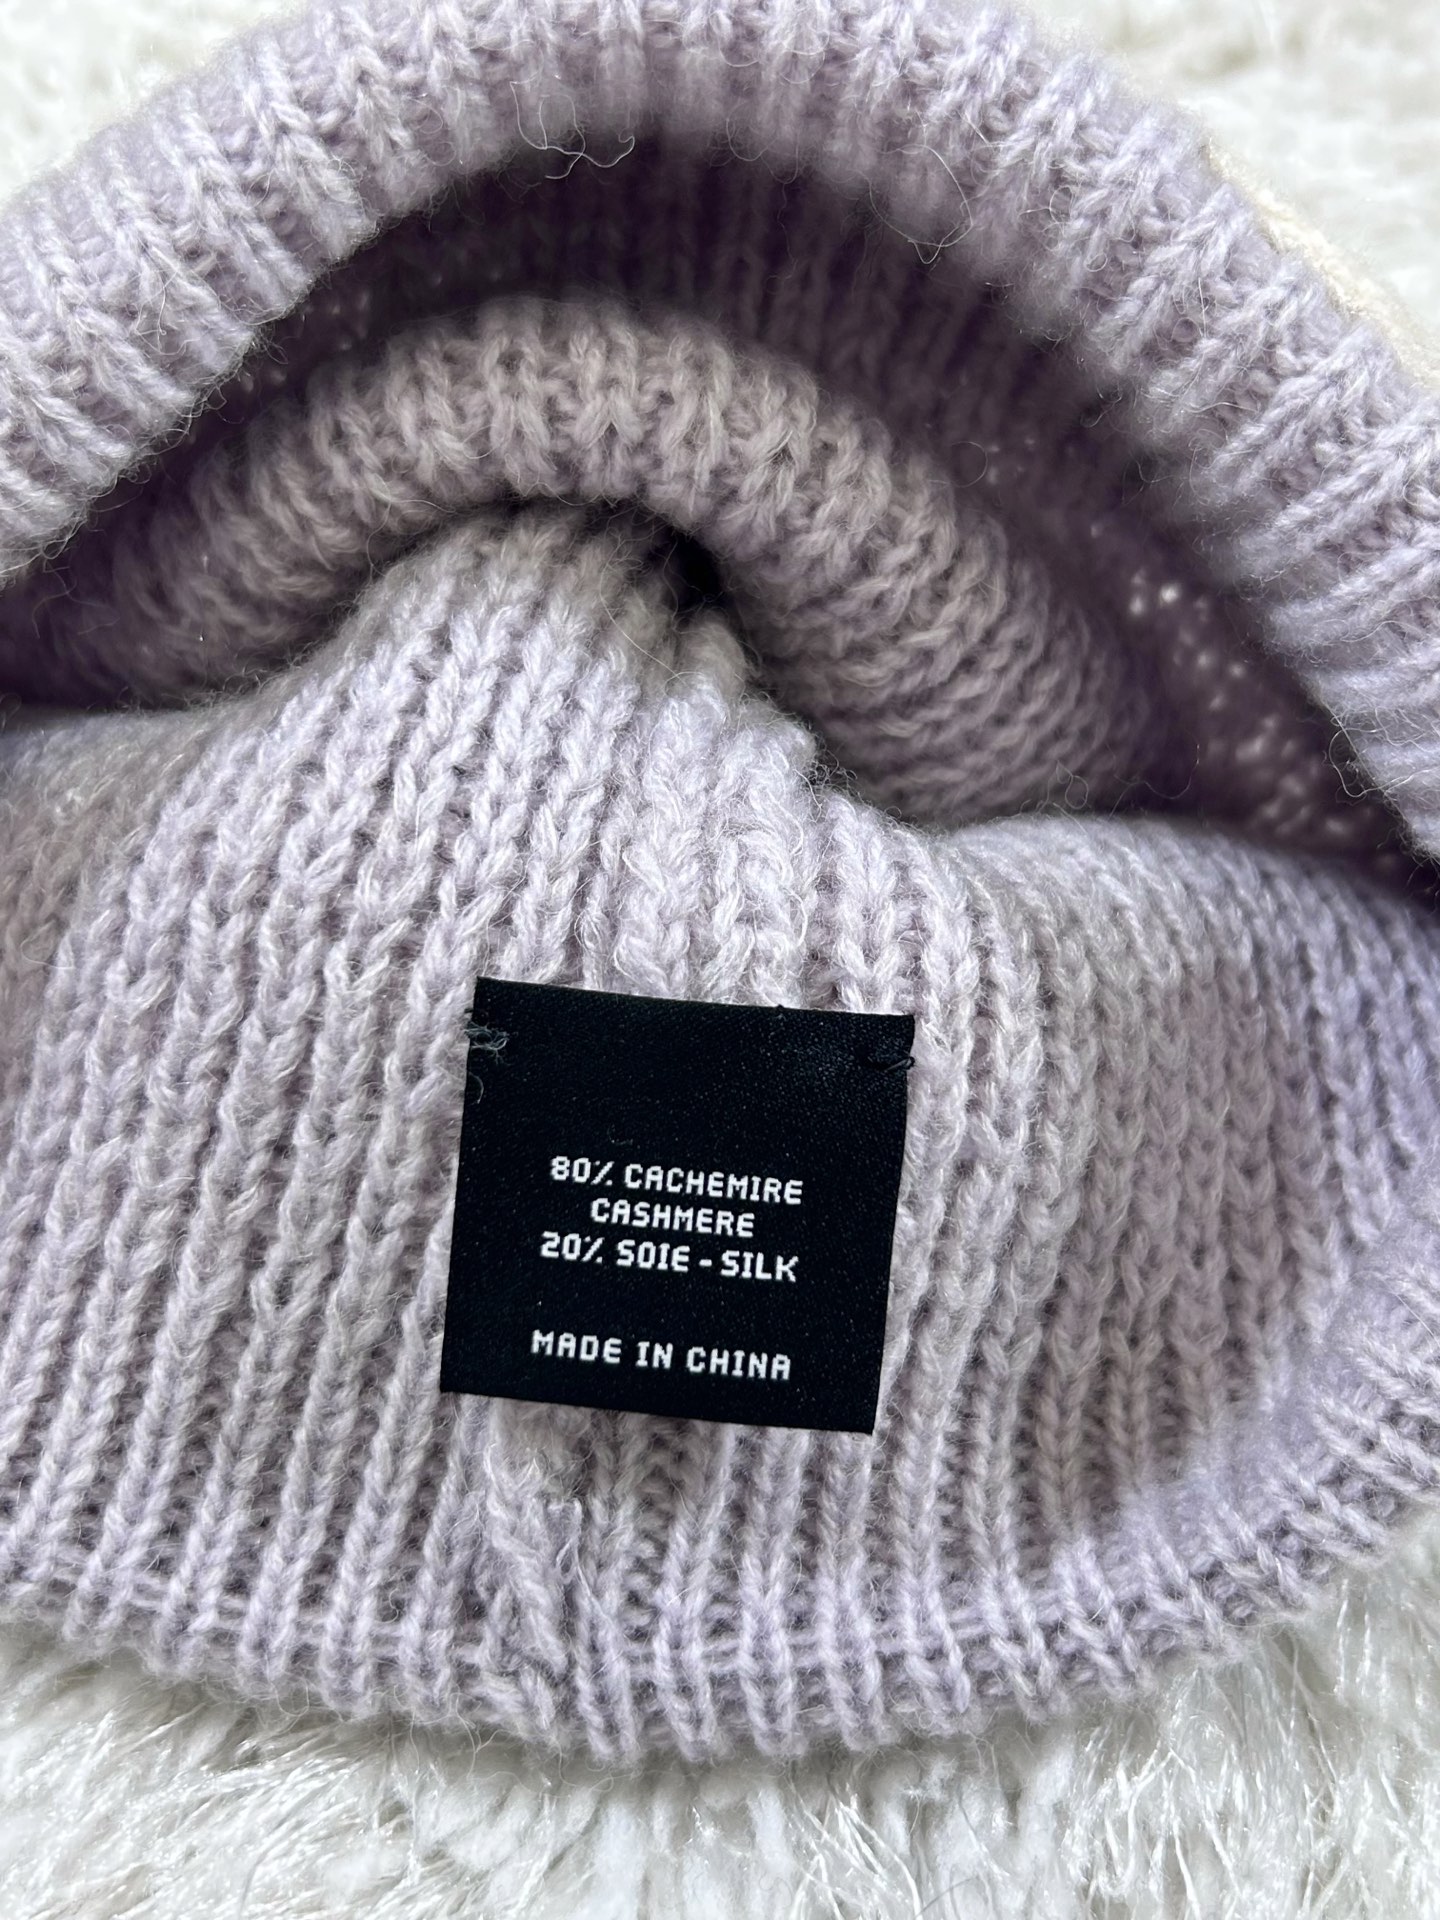 80% CACHEMIRE
CASHMERE
20% SOIE - SILK
MADE IN CHINA